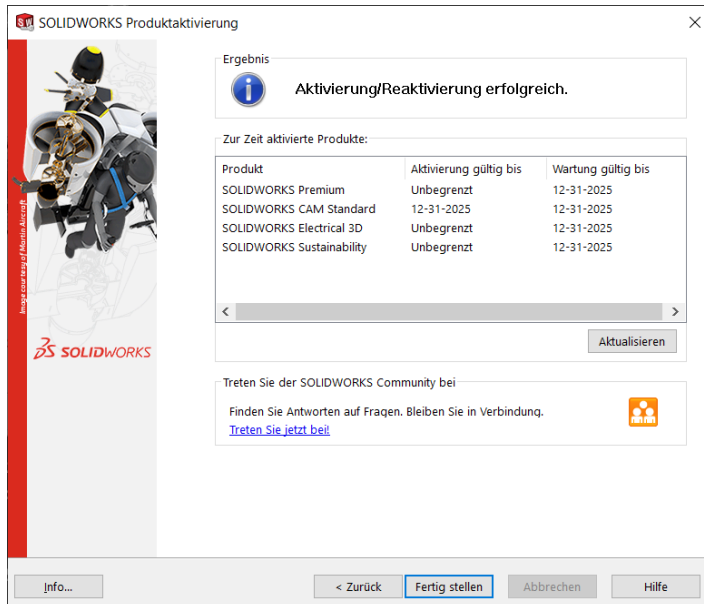 SOLIDWORKS Produktaktivierung
Ergebnis
Aktivierung/Reaktivierung erfolgreich.
Zur Zeit aktivierte Produkte:
Produkt Aktivierung gültig bis Wartung gültig bis
SOLIDWORKS Premium Unbegrenzt 12-31-2025
SOLIDWORKS CAM Standard 12-31-2025 12-31-2025
SOLIDWORKS Electrical 3D Unbegrenzt 12-31-2025
SOLIDWORKS Sustainability Unbegrenzt 12-31-2025
Image courtesy of Martin Aircraft
SOLIDWORKS
Aktualisieren
Treten Sie der SOLIDWORKS Community bei
Finden Sie Antworten auf Fragen. Bleiben Sie in Verbindung.
Treten Sie jetzt bei!
Info... < Zurück Fertig stellen Abbrechen Hilfe